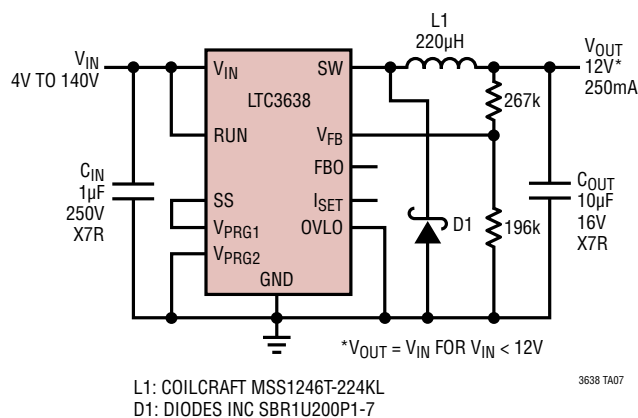 L1
220µH
VIN
4V TO 140V
VOUT
12V*
250mA
VIN
SW
LTC3638
267k
RUN
VFB
FBO
CIN
1µF
250V
X7R
SS
ISET
VPRG1
OVLO
D1
196k
COUT
10µF
16V
X7R
VPRG2
GND
*VOUT = VIN FOR VIN < 12V
3638 TA07
L1: COILCRAFT MSS1246T-224KL
D1: DIODES INC SBR1U200P1-7